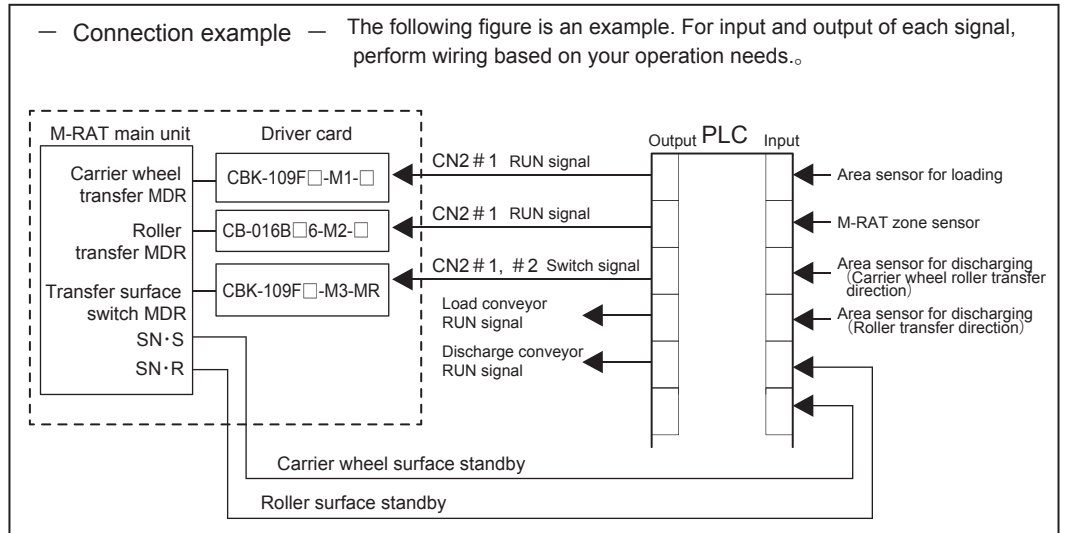 ― Connection example ―
The following figure is an example. For input and output of each signal,
perform wiring based on your operation needs.。
M-RAT main unit
Driver card
Output PLC Input
Carrier wheel
transfer MDR
CBK-109F□-M1-□
CN2＃1 RUN signal
Area sensor for loading
Roller
transfer MDR
CB-016B□6-M2-□
CN2＃1 RUN signal
M-RAT zone sensor
Transfer surface
switch MDR
CBK-109F□-M3-MR
CN2＃1, ＃2 Switch signal
Area sensor for discharging
（Carrier wheel roller transfer
direction）
SN・S
SN・R
Load conveyor
RUN signal
Area sensor for discharging
（Roller transfer direction）
Discharge conveyor
RUN signal
Carrier wheel surface standby
Roller surface standby